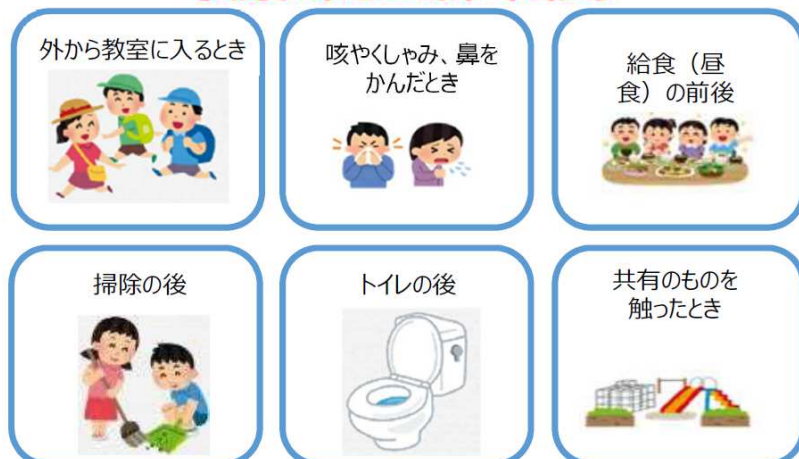 外から教室に入るとき
咳やくしゃみ、鼻を
かんだとき
給食（昼
食）の前後
掃除の後
トイレの後
共有のものを
触ったとき